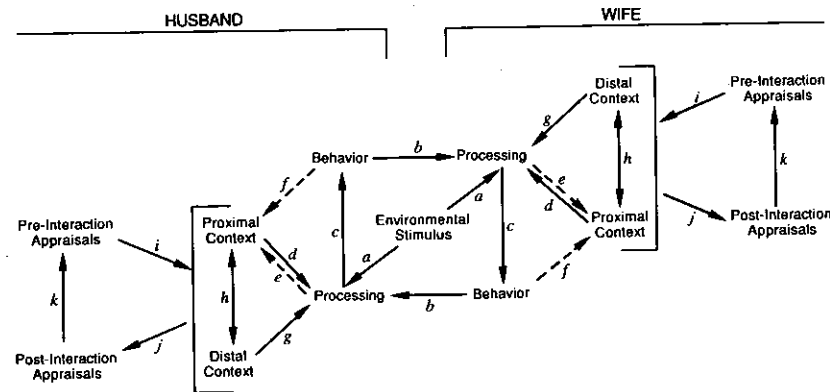 HUSBAND
WIFE
Distal
Context
Pre-Interaction
Appraisals
i
g
Behavior
b
Processing
h
k
e
f
d
a
Proximal
Context
j
Post-Interaction
Appraisals
Pre-Interaction
Appraisals
i
Proximal
Context
Environmental
Stimulus
c
c
a
d
f
e
h
k
Processing
b
Behavior
g
j
Post-Interaction
Appraisals
Distal
Context